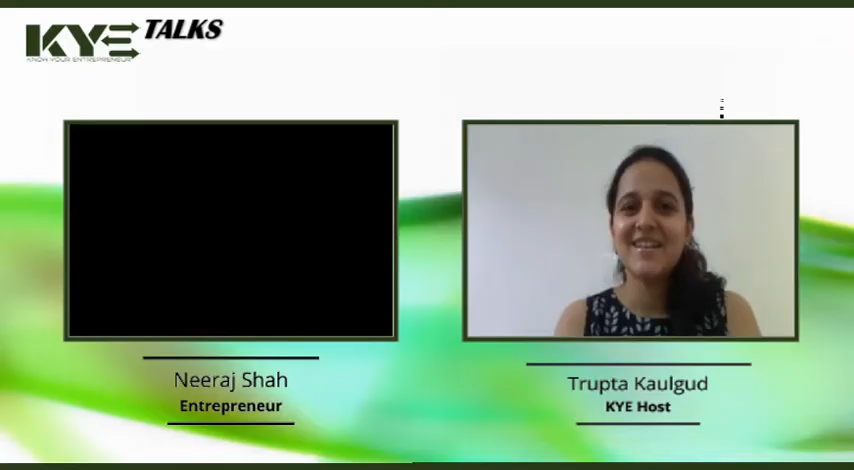 KYE TALKS
KNOW YOUR ENTREPRENEUR
Neeraj Shah
Entrepreneur
Trupta Kaulgud
KYE Host